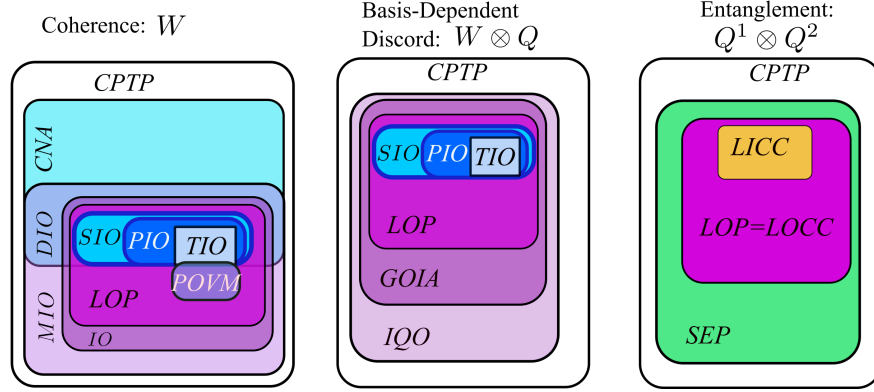 Coherence: W
CPTP
CNA
DIO
MIO
SIO
PIO
TIO
POVM
LOP
IO
Basis-Dependent
Discord: W ⊗ Q
CPTP
SIO
PIO
TIO
LOP
GOIA
IQO
Entanglement:
Q¹ ⊗ Q²
CPTP
LICC
LOP=LOCC
SEP